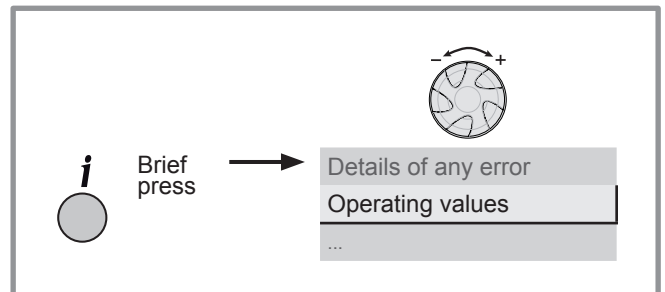 - +
i
Brief
press
Details of any error
Operating values
...